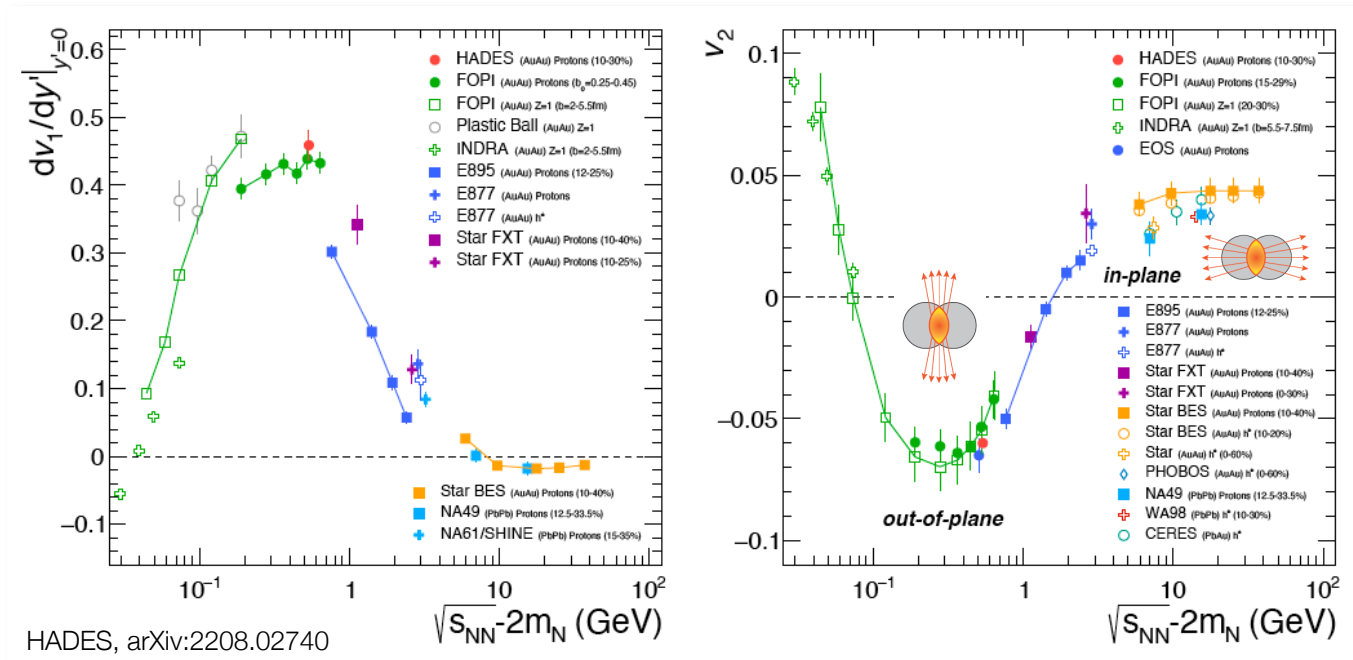 dv₁/dy'|y'=0
0.6
0.5
0.4
0.3
0.2
0.1
0
−0.1
HADES (AuAu) Protons (10-30%)
FOPI (AuAu) Protons (b₀=0.25-0.45)
FOPI (AuAu) Z=1 (b=2-5.5fm)
Plastic Ball (AuAu) Z=1
INDRA (AuAu) Z=1 (b=2-5.5fm)
E895 (AuAu) Protons (12-25%)
E877 (AuAu) Protons
E877 (AuAu) h±
Star FXT (AuAu) Protons (10-40%)
Star FXT (AuAu) Protons (10-25%)
Star BES (AuAu) Protons (10-40%)
NA49 (PbPb) Protons (12.5-33.5%)
NA61/SHINE (PbPb) Protons (15-35%)
10⁻¹ 1 10 10²
√sNN-2mN (GeV)
HADES, arXiv:2208.02740
v₂
0.1
0.05
0
−0.05
−0.1
HADES (AuAu) Protons (10-30%)
FOPI (AuAu) Protons (15-29%)
FOPI (AuAu) Z=1 (20-30%)
INDRA (AuAu) Z=1 (b=5.5-7.5fm)
EOS (AuAu) Protons
in-plane
out-of-plane
E895 (AuAu) Protons (12-25%)
E877 (AuAu) Protons
E877 (AuAu) h±
Star FXT (AuAu) Protons (10-40%)
Star FXT (AuAu) Protons (0-30%)
Star BES (AuAu) Protons (10-40%)
Star BES (AuAu) h± (10-20%)
Star (AuAu) h± (0-60%)
PHOBOS (AuAu) h± (0-60%)
NA49 (PbPb) Protons (12.5-33.5%)
WA98 (PbPb) h± (10-30%)
CERES (PbAu) h±
10⁻¹ 1 10 10²
√sNN-2mN (GeV)